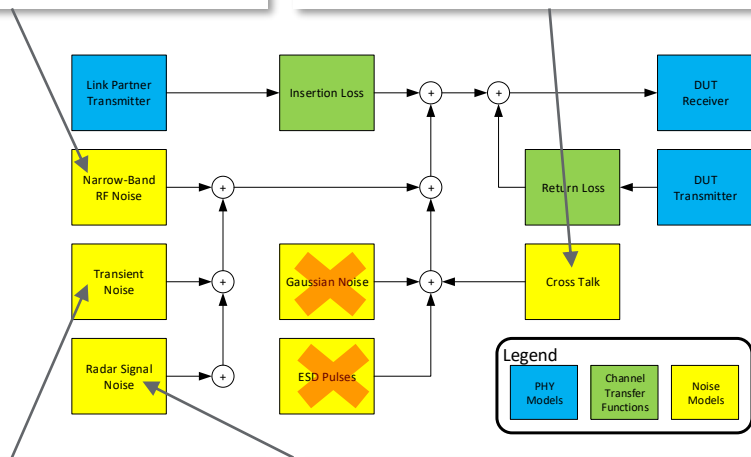 Link Partner
Transmitter
Insertion Loss
+
+
DUT
Receiver
Narrow-Band
RF Noise
+
+
Return Loss
DUT
Transmitter
Transient
Noise
+
Gaussian Noise
+
Cross Talk
Radar Signal
Noise
+
ESD Pulses
Legend
PHY
Models
Channel
Transfer
Functions
Noise
Models